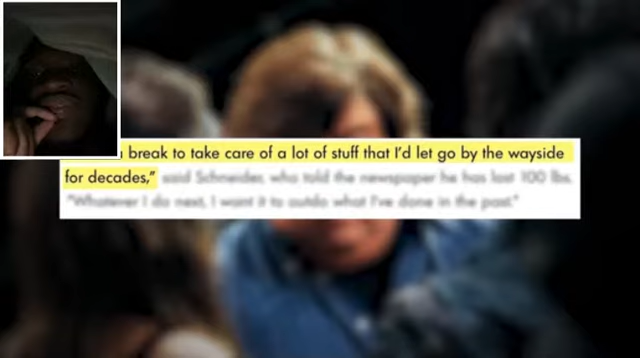 break to take care of a lot of stuff that I'd let go by the wayside
for decades," said Schneider, who told the newspaper he has lost 100 lbs.
"Whatever I do next, I want it to outdo what I've done in the past."